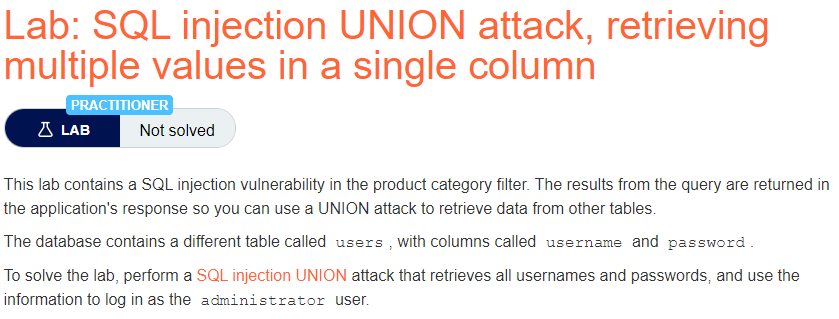 Lab: SQL injection UNION attack, retrieving
multiple values in a single column
PRACTITIONER
LAB
Not solved
This lab contains a SQL injection vulnerability in the product category filter. The results from the query are returned in
the application's response so you can use a UNION attack to retrieve data from other tables.
The database contains a different table called users, with columns called username and password.
To solve the lab, perform a SQL injection UNION attack that retrieves all usernames and passwords, and use the
information to log in as the administrator user.